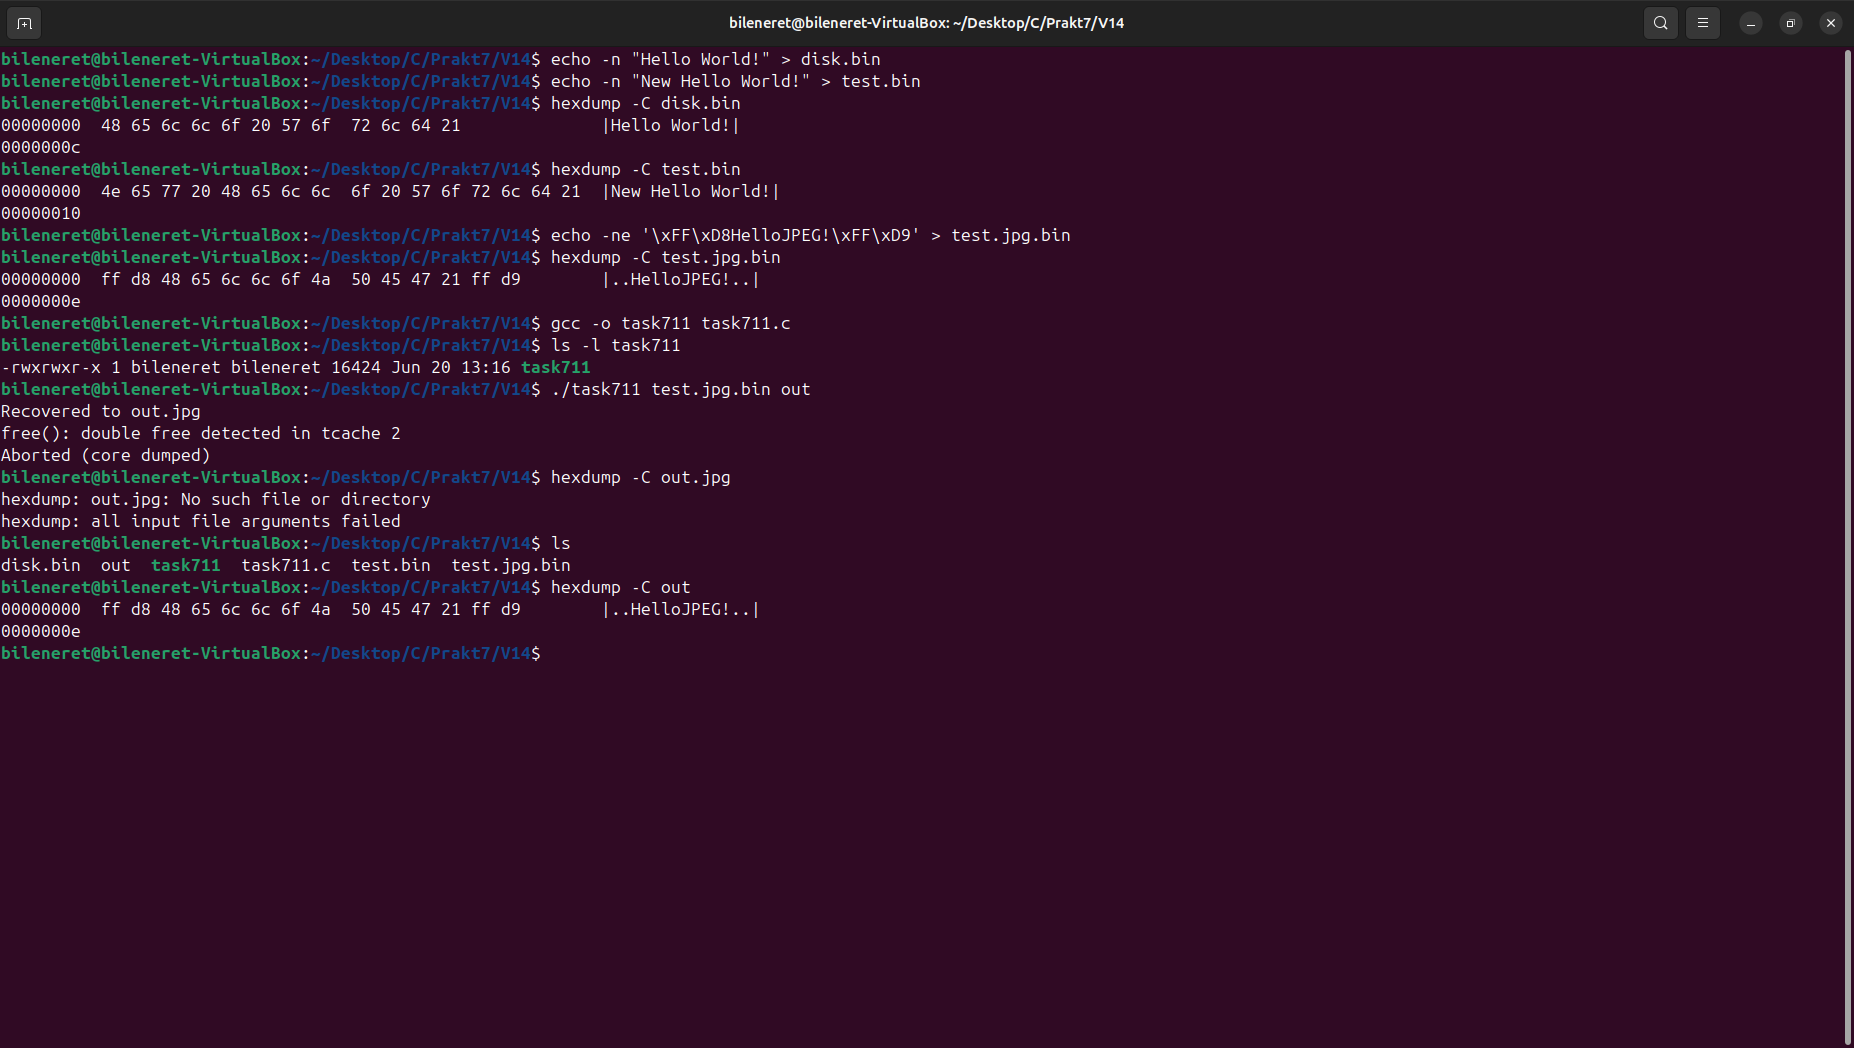 bileneret@bileneret-VirtualBox: ~/Desktop/C/Prakt7/V14
bileneret@bileneret-VirtualBox:~/Desktop/C/Prakt7/V14$ echo -n "Hello World!" > disk.bin
bileneret@bileneret-VirtualBox:~/Desktop/C/Prakt7/V14$ echo -n "New Hello World!" > test.bin
bileneret@bileneret-VirtualBox:~/Desktop/C/Prakt7/V14$ hexdump -C disk.bin
00000000  48 65 6c 6c 6f 20 57 6f  72 6c 64 21              |Hello World!|
0000000c
bileneret@bileneret-VirtualBox:~/Desktop/C/Prakt7/V14$ hexdump -C test.bin
00000000  4e 65 77 20 48 65 6c 6c  6f 20 57 6f 72 6c 64 21  |New Hello World!|
00000010
bileneret@bileneret-VirtualBox:~/Desktop/C/Prakt7/V14$ echo -ne '\xFF\xD8HelloJPEG!\xFF\xD9' > test.jpg.bin
bileneret@bileneret-VirtualBox:~/Desktop/C/Prakt7/V14$ hexdump -C test.jpg.bin
00000000  ff d8 48 65 6c 6c 6f 4a  50 45 47 21 ff d9        |..HelloJPEG!..|
0000000e
bileneret@bileneret-VirtualBox:~/Desktop/C/Prakt7/V14$ gcc -o task711 task711.c
bileneret@bileneret-VirtualBox:~/Desktop/C/Prakt7/V14$ ls -l task711
-rwxrwxr-x 1 bileneret bileneret 16424 Jun 20 13:16 task711
bileneret@bileneret-VirtualBox:~/Desktop/C/Prakt7/V14$ ./task711 test.jpg.bin out
Recovered to out.jpg
free(): double free detected in tcache 2
Aborted (core dumped)
bileneret@bileneret-VirtualBox:~/Desktop/C/Prakt7/V14$ hexdump -C out.jpg
hexdump: out.jpg: No such file or directory
hexdump: all input file arguments failed
bileneret@bileneret-VirtualBox:~/Desktop/C/Prakt7/V14$ ls
disk.bin  out  task711  task711.c  test.bin  test.jpg.bin
bileneret@bileneret-VirtualBox:~/Desktop/C/Prakt7/V14$ hexdump -C out
00000000  ff d8 48 65 6c 6c 6f 4a  50 45 47 21 ff d9        |..HelloJPEG!..|
0000000e
bileneret@bileneret-VirtualBox:~/Desktop/C/Prakt7/V14$